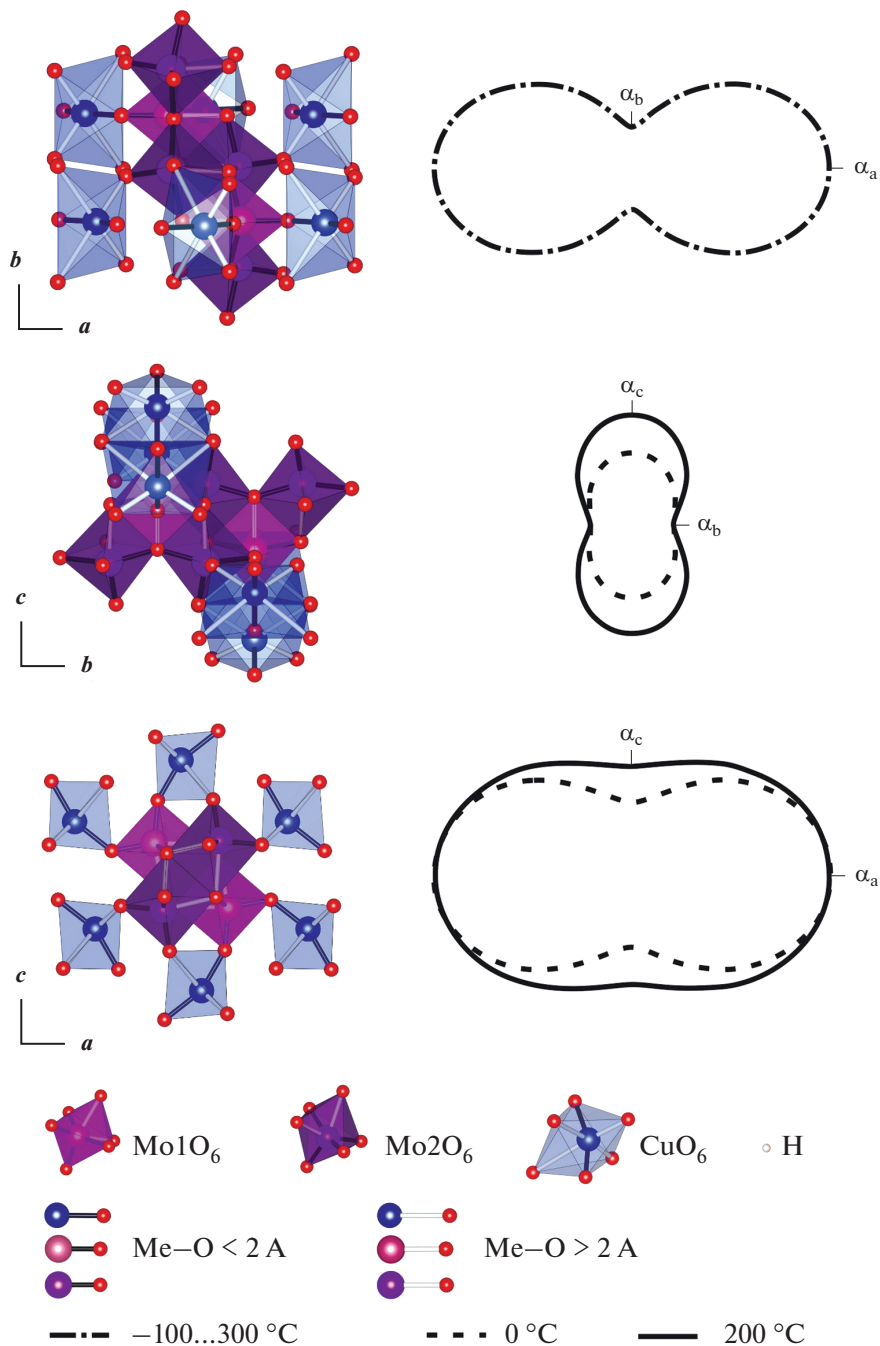 α_b
α_a
b
a
α_c
α_b
c
b
α_c
α_a
c
a
Mo1O₆ Mo2O₆ CuO₆ H
Me–O < 2 A Me–O > 2 A
–100...300 °C 0 °C 200 °C